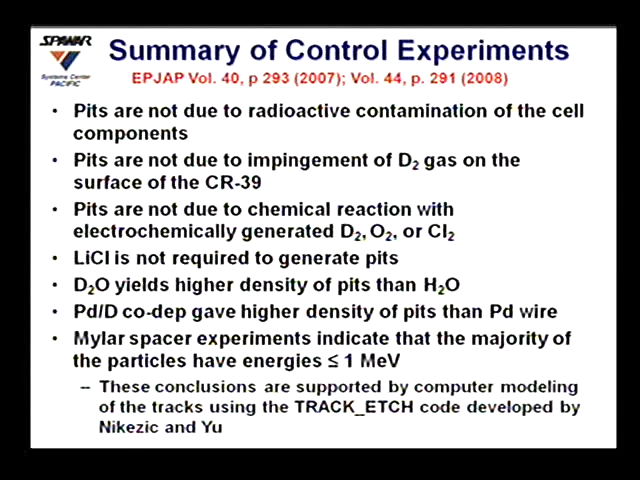 SPAWAR
Systems Center
PACIFIC
Summary of Control Experiments
EPJAP Vol. 40, p 293 (2007); Vol. 44, p. 291 (2008)
• Pits are not due to radioactive contamination of the cell
components
• Pits are not due to impingement of D₂ gas on the
surface of the CR-39
• Pits are not due to chemical reaction with
electrochemically generated D₂, O₂, or Cl₂
• LiCl is not required to generate pits
• D₂O yields higher density of pits than H₂O
• Pd/D co-dep gave higher density of pits than Pd wire
• Mylar spacer experiments indicate that the majority of
the particles have energies ≤ 1 MeV
– These conclusions are supported by computer modeling
of the tracks using the TRACK_ETCH code developed by
Nikezic and Yu